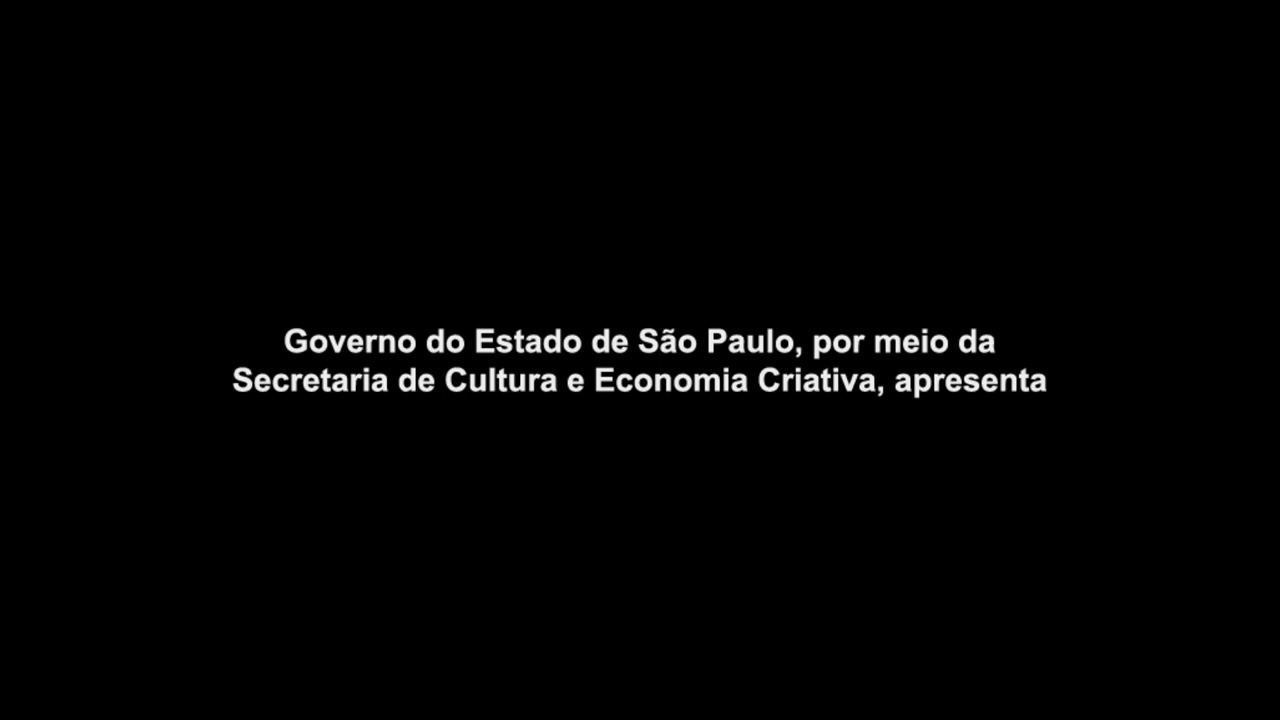 Governo do Estado de São Paulo, por meio da
Secretaria de Cultura e Economia Criativa, apresenta